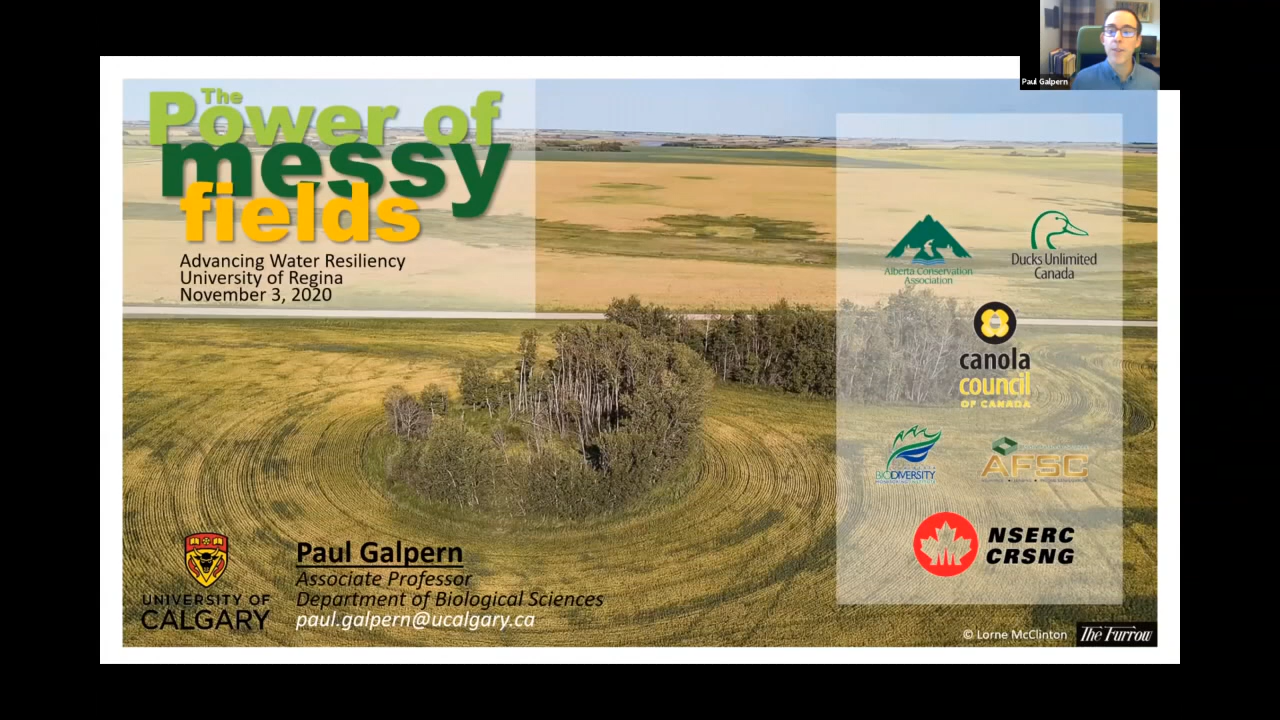 Paul Galpern
The
Power of
messy
fields
Advancing Water Resiliency
University of Regina
November 3, 2020
Alberta Conservation
Association
Ducks Unlimited
Canada
canola
council
OF CANADA
BIODIVERSITY
AFSC
NSERC
CRSNG
UNIVERSITY OF
CALGARY
Paul Galpern
Associate Professor
Department of Biological Sciences
paul.galpern@ucalgary.ca
© Lorne McClinton
The Furrow